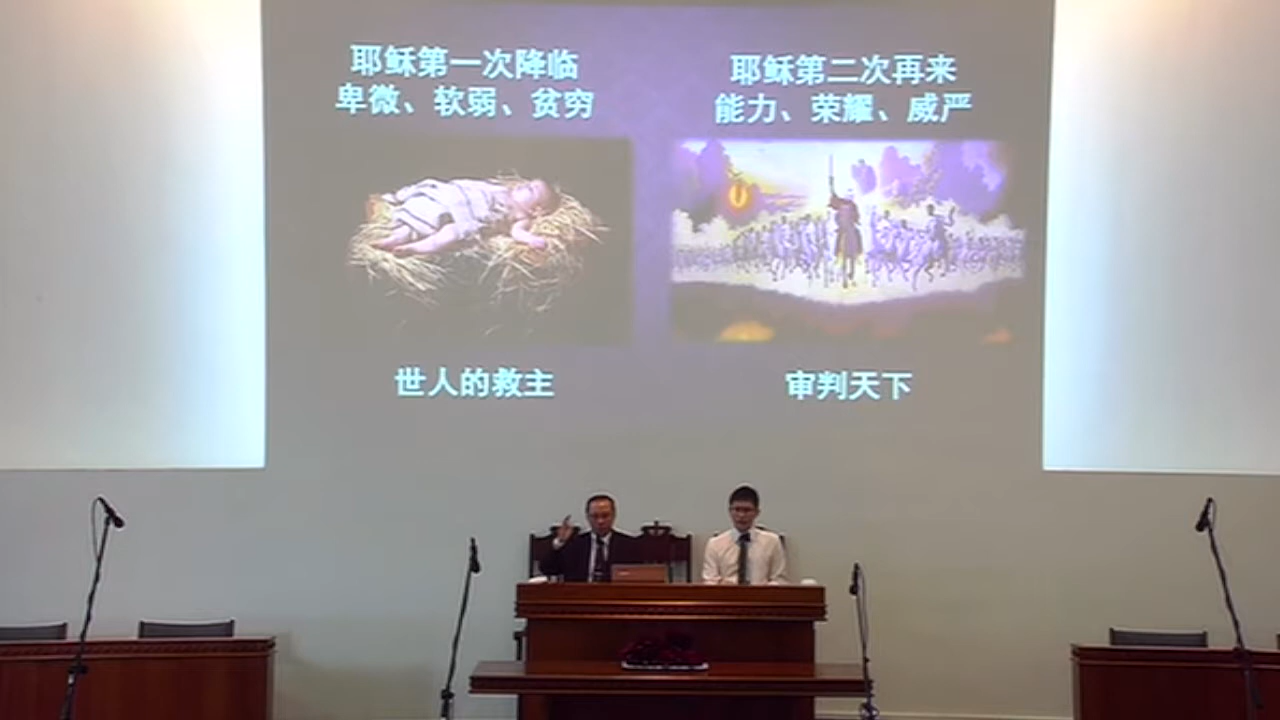 耶稣第一次降临
卑微、软弱、贫穷
世人的救主
耶稣第二次再来
能力、荣耀、威严
审判天下